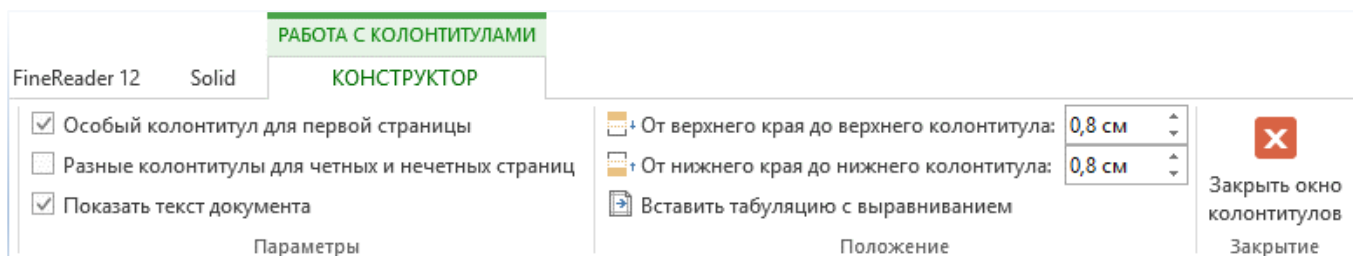 РАБОТА С КОЛОНТИТУЛАМИ
FineReader 12 Solid КОНСТРУКТОР
Особый колонтитул для первой страницы
Разные колонтитулы для четных и нечетных страниц
Показать текст документа
Параметры
От верхнего края до верхнего колонтитула: 0,8 см
От нижнего края до нижнего колонтитула: 0,8 см
Вставить табуляцию с выравниванием
Положение
Закрыть окно
колонтитулов
Закрытие